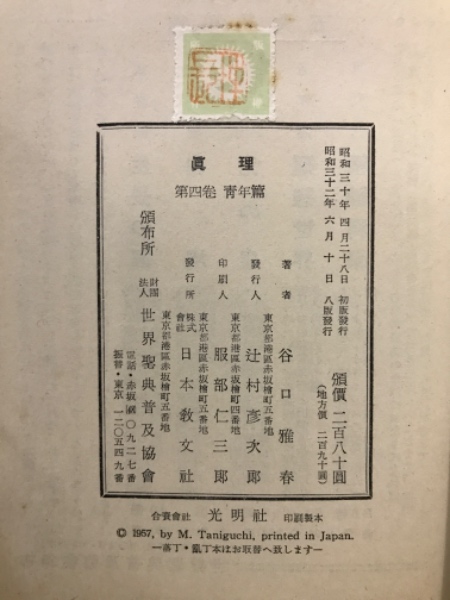 眞理
第四卷 靑年篇
昭和三十年 四月二十八日 初版發行
昭和三十二年 六月十日 八版發行
頒價 二百八十圓
(地方價 二百九十圓)
著者 谷口雅春
東京都港區赤坂檜町五番地
發行人 辻村彥次郞
東京都港區赤坂檜町四番地
印刷人 服部仁三郞
東京都港區赤坂檜町五番地
發行所 株式會社 日本敎文社
東京都港區赤坂檜町五番地
頒布所 財團法人 世界聖典普及協會
電話・赤坂(48)〇九二七番
振替・東京 一二〇五四九番
合資會社 光明社 印刷製本
© 1957, by M. Taniguchi, printed in Japan.
―落丁・亂丁本はお取替へ致します―